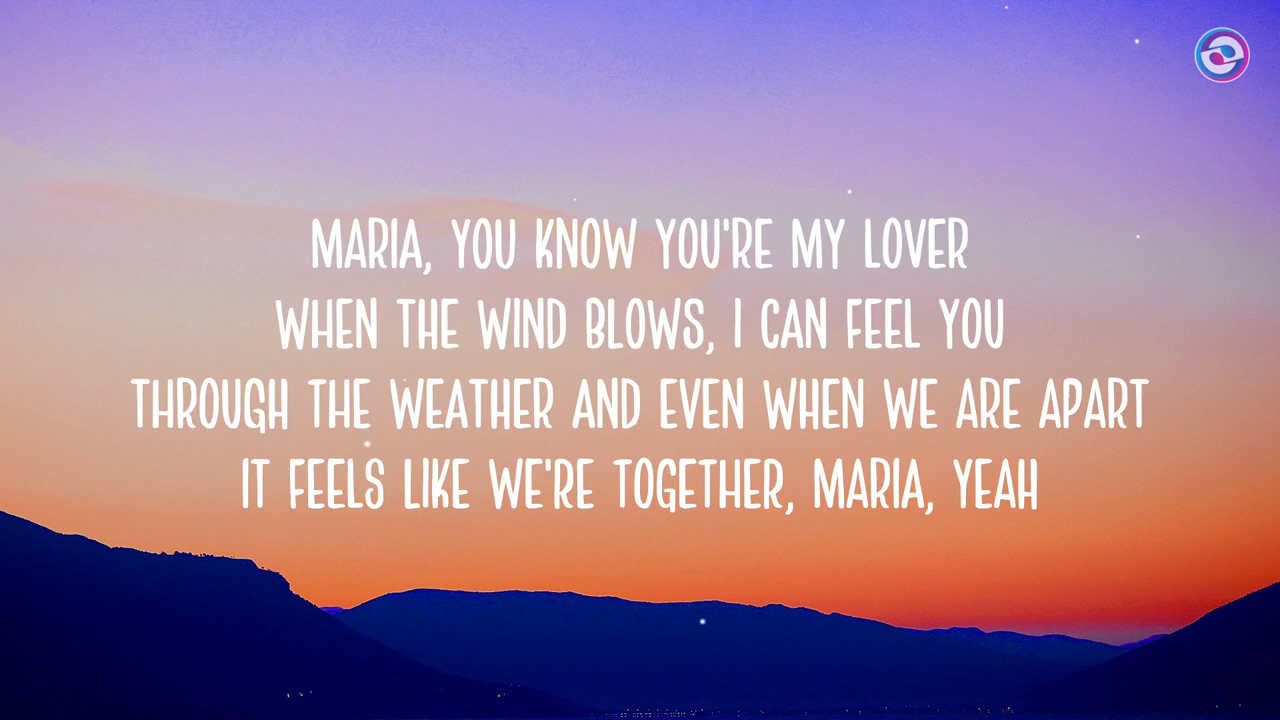 MARIA, YOU KNOW YOU'RE MY LOVER
WHEN THE WIND BLOWS, I CAN FEEL YOU
THROUGH THE WEATHER AND EVEN WHEN WE ARE APART
IT FEELS LIKE WE'RE TOGETHER, MARIA, YEAH